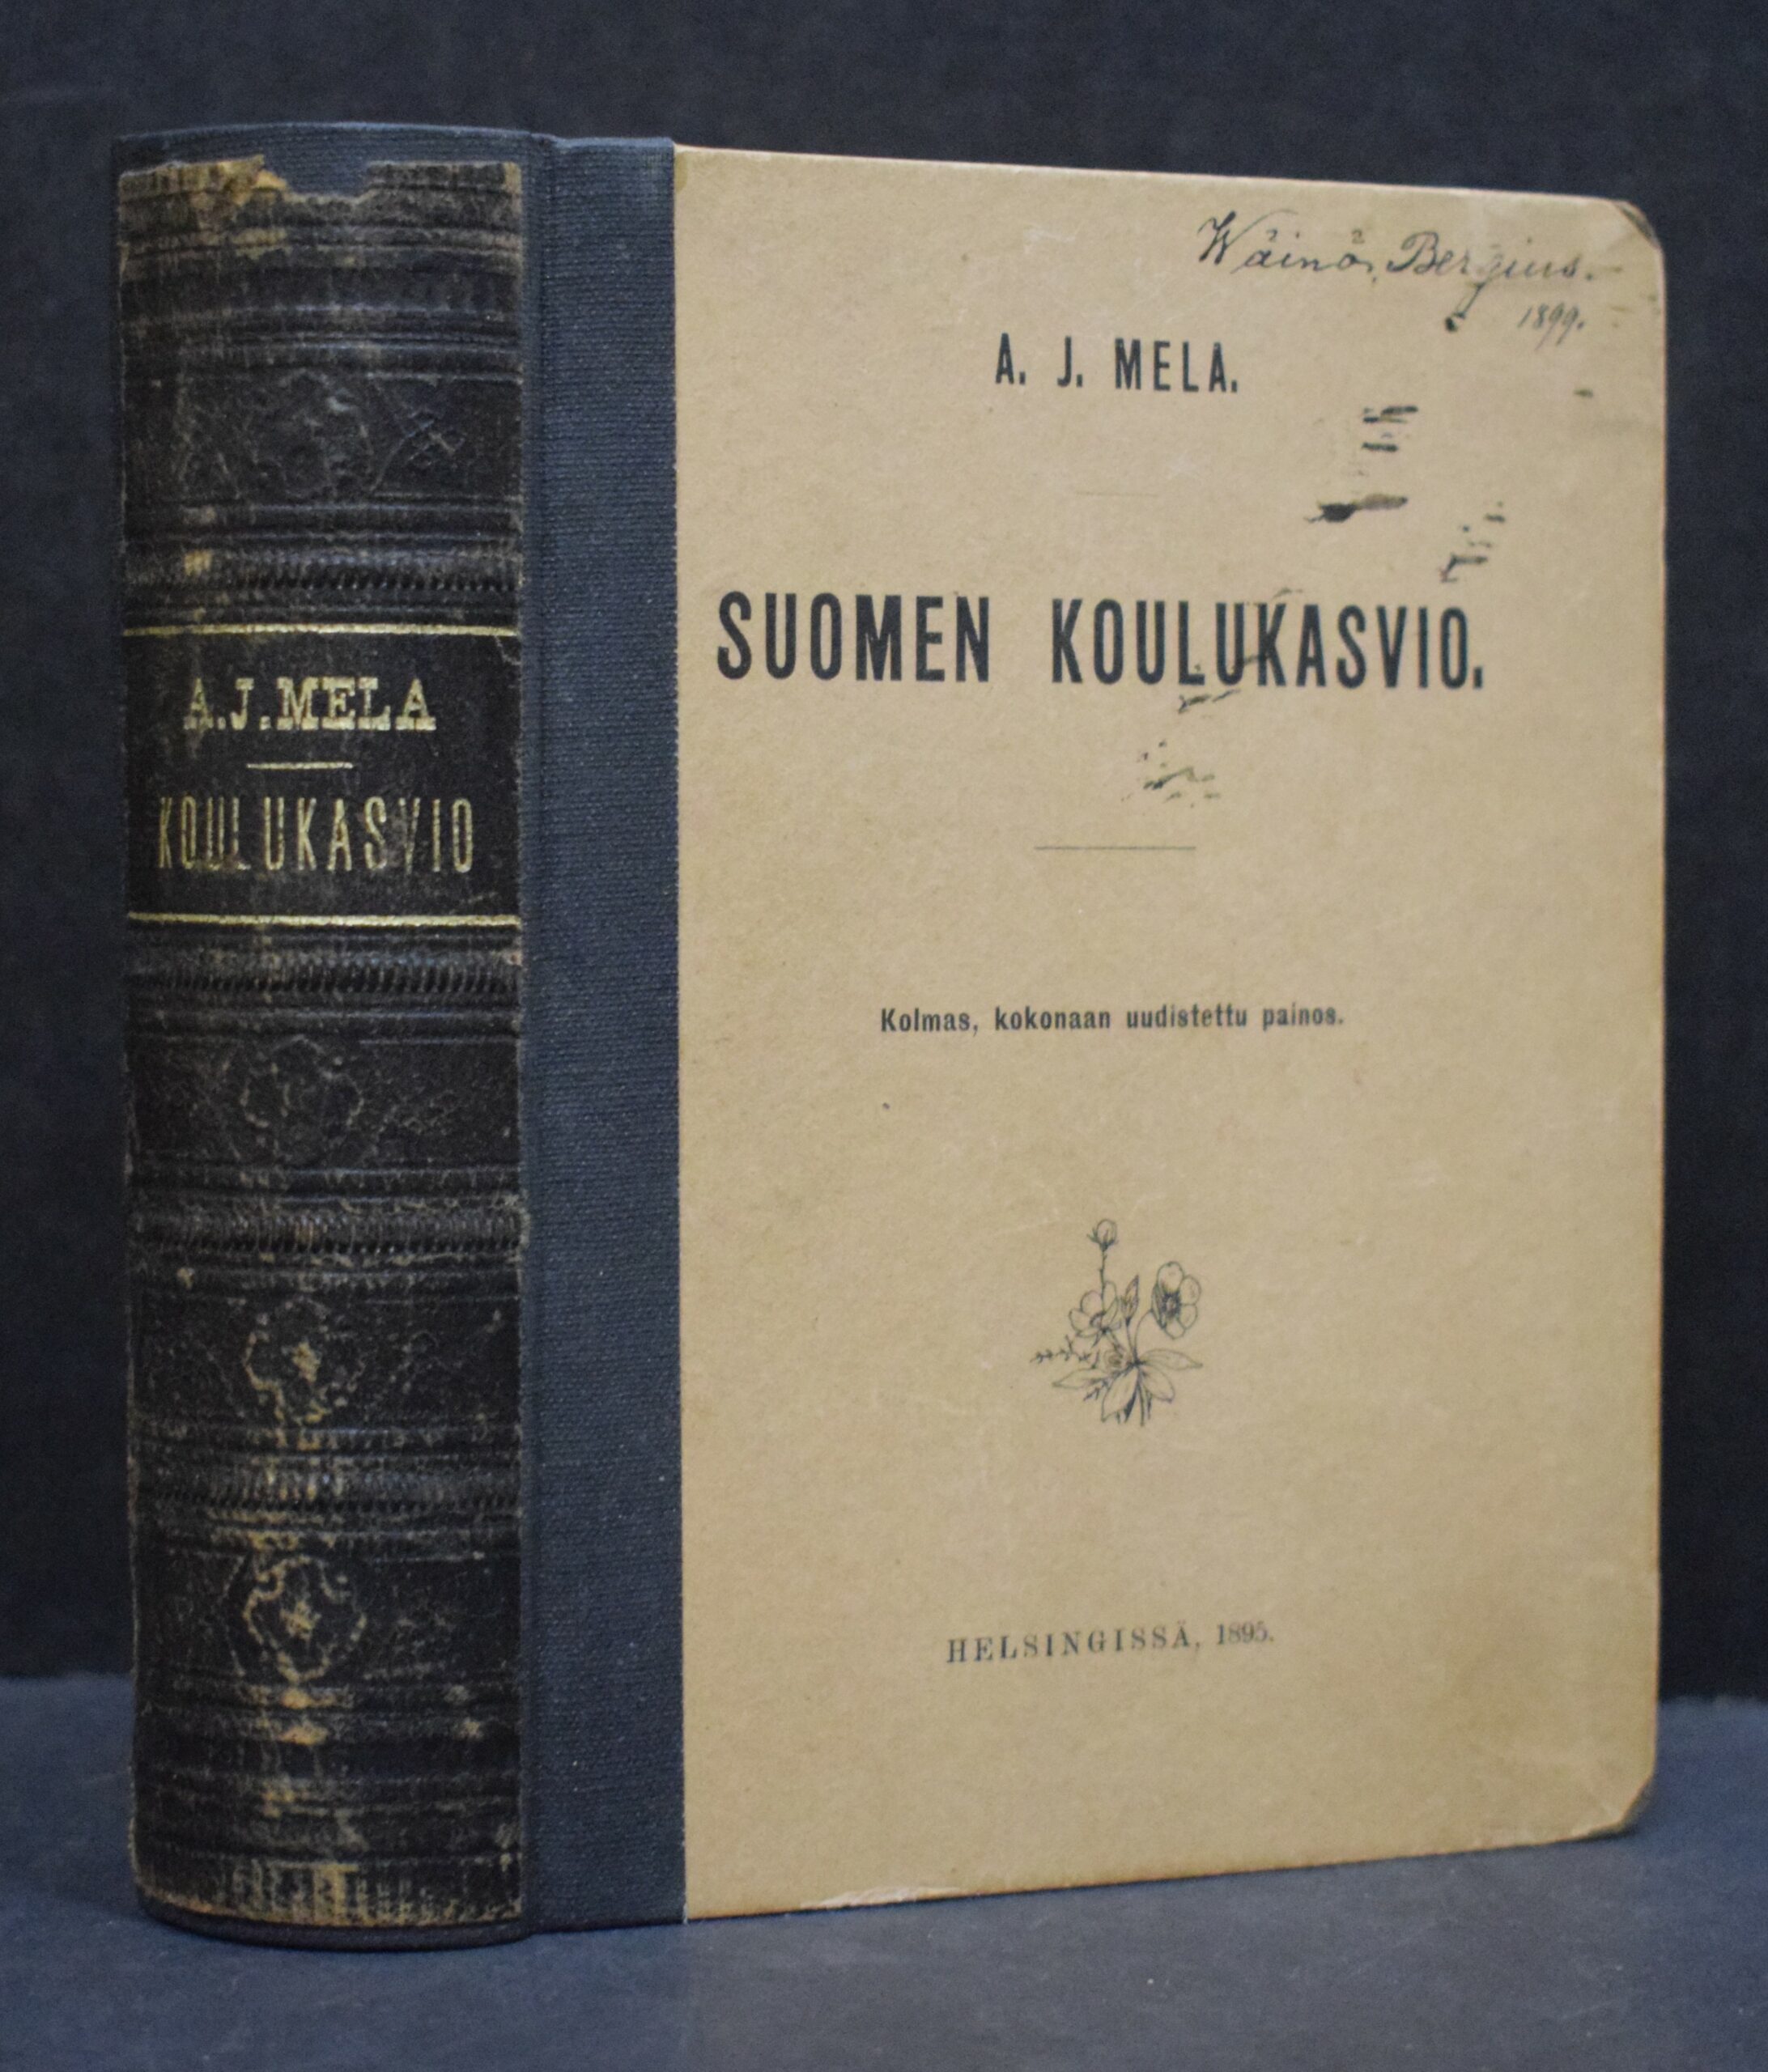 A.J.MELA
KOULUKASVIO
Wäinö Bergius.
1899.
A. J. MELA.
SUOMEN KOULUKASVIO.
Kolmas, kokonaan uudistettu painos.
HELSINGISSÄ, 1895.